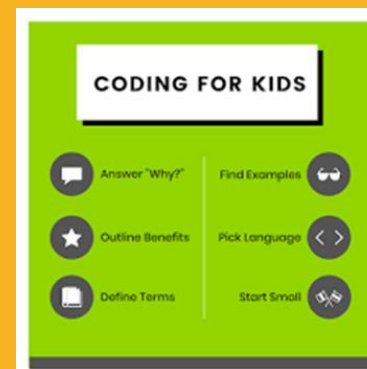 CODING FOR KIDS
Answer "Why?"
Outline Benefits
Define Terms
Find Examples
Pick Language
Start Small